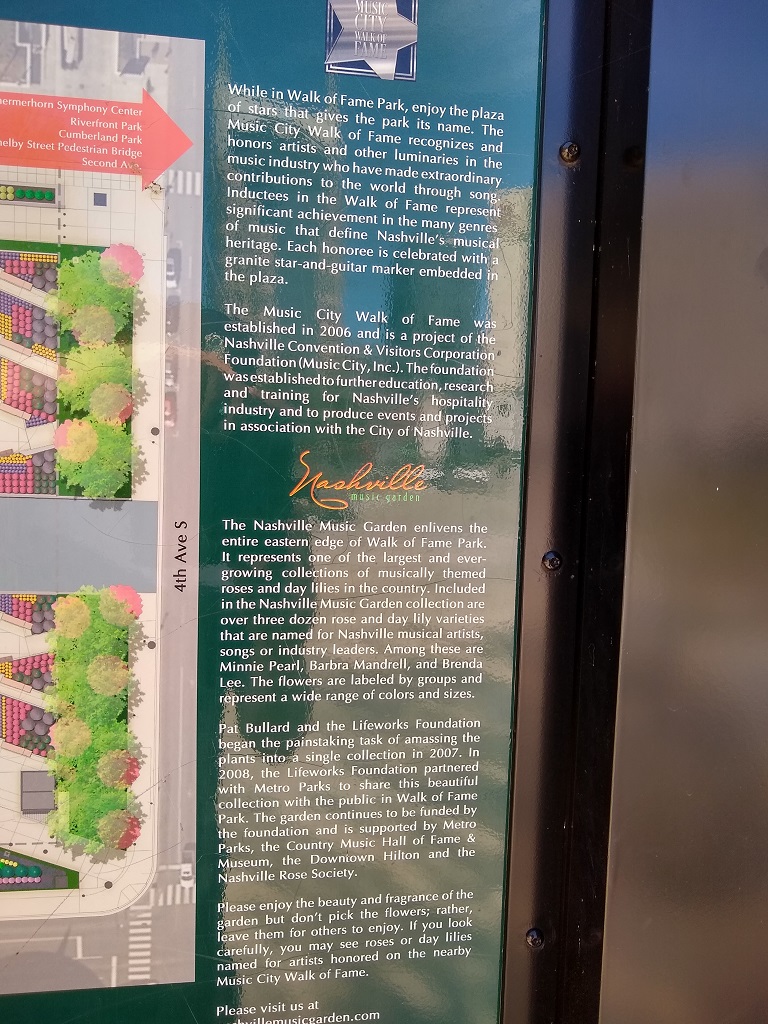 MUSIC
CITY
WALK OF
FAME
Symphony Center
Riverfront Park
Cumberland Park
Street Pedestrian Bridge
Second Ave
While in Walk of Fame Park, enjoy the plaza
of stars that gives the park its name. The
Music City Walk of Fame recognizes and
honors artists and other luminaries in the
music industry who have made extraordinary
contributions to the world through song.
Inductees in the Walk of Fame represent
significant achievement in the many genres
of music that define Nashville's musical
heritage. Each honoree is celebrated with a
granite star-and-guitar marker embedded in
the plaza.
The Music City Walk of Fame was
established in 2006 and is a project of the
Nashville Convention & Visitors Corporation
Foundation (Music City, Inc.). The foundation
was established to further education, research
and training for Nashville's hospitality
industry and to produce events and projects
in association with the City of Nashville.
Nashville
music garden
4th Ave S
The Nashville Music Garden enlivens the
entire eastern edge of Walk of Fame Park.
It represents one of the largest and ever-
growing collections of musically themed
roses and day lilies in the country. Included
in the Nashville Music Garden collection are
over three dozen rose and day lily varieties
that are named for Nashville musical artists,
songs or industry leaders. Among these are
Minnie Pearl, Barbra Mandrell, and Brenda
Lee. The flowers are labeled by groups and
represent a wide range of colors and sizes.
Pat Bullard and the Lifeworks Foundation
began the painstaking task of amassing the
plants into a single collection in 2007. In
2008, the Lifeworks Foundation partnered
with Metro Parks to share this beautiful
collection with the public in Walk of Fame
Park. The garden continues to be funded by
the foundation and is supported by Metro
Parks, the Country Music Hall of Fame &
Museum, the Downtown Hilton and the
Nashville Rose Society.
Please enjoy the beauty and fragrance of the
garden but don't pick the flowers; rather,
leave them for others to enjoy. If you look
carefully, you may see roses or day lilies
named for artists honored on the nearby
Music City Walk of Fame.
Please visit us at
hvillemusicgarden.com